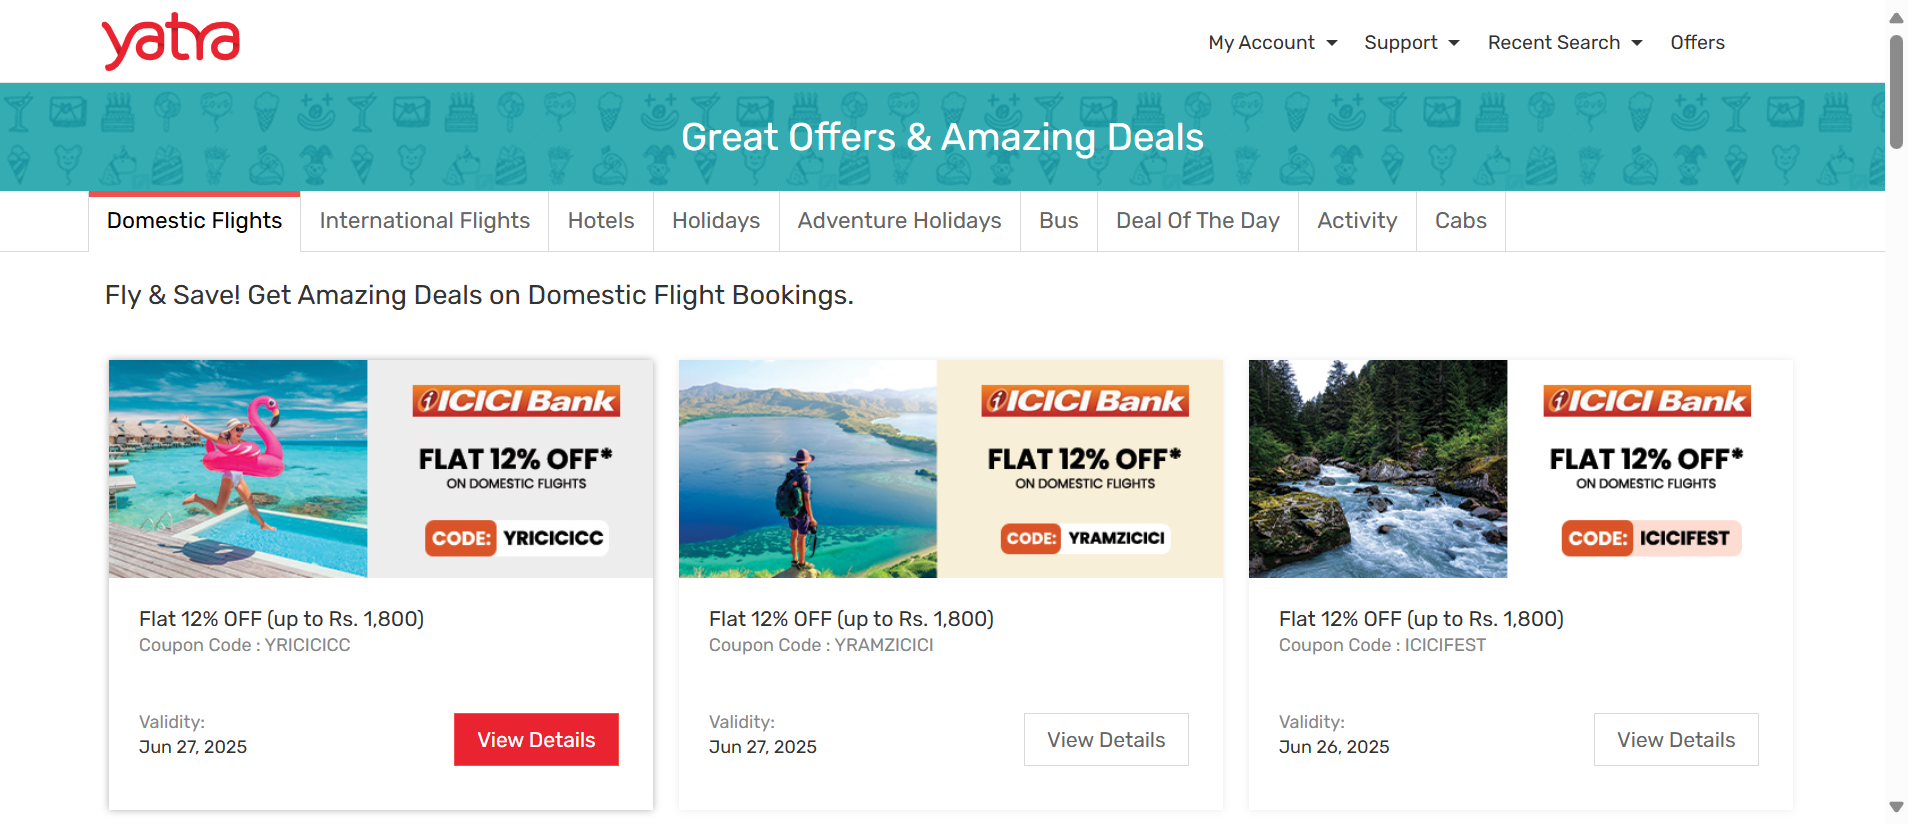 yatra
My Account Support Recent Search Offers
Great Offers & Amazing Deals
Domestic Flights International Flights Hotels Holidays Adventure Holidays Bus Deal Of The Day Activity Cabs
Fly & Save! Get Amazing Deals on Domestic Flight Bookings.
ICICI Bank
FLAT 12% OFF*
ON DOMESTIC FLIGHTS
CODE: YRICICICC
Flat 12% OFF (up to Rs. 1,800)
Coupon Code : YRICICICC
Validity:
Jun 27, 2025
View Details
ICICI Bank
FLAT 12% OFF*
ON DOMESTIC FLIGHTS
CODE: YRAMZICICI
Flat 12% OFF (up to Rs. 1,800)
Coupon Code : YRAMZICICI
Validity:
Jun 27, 2025
View Details
ICICI Bank
FLAT 12% OFF*
ON DOMESTIC FLIGHTS
CODE: ICICIFEST
Flat 12% OFF (up to Rs. 1,800)
Coupon Code : ICICIFEST
Validity:
Jun 26, 2025
View Details